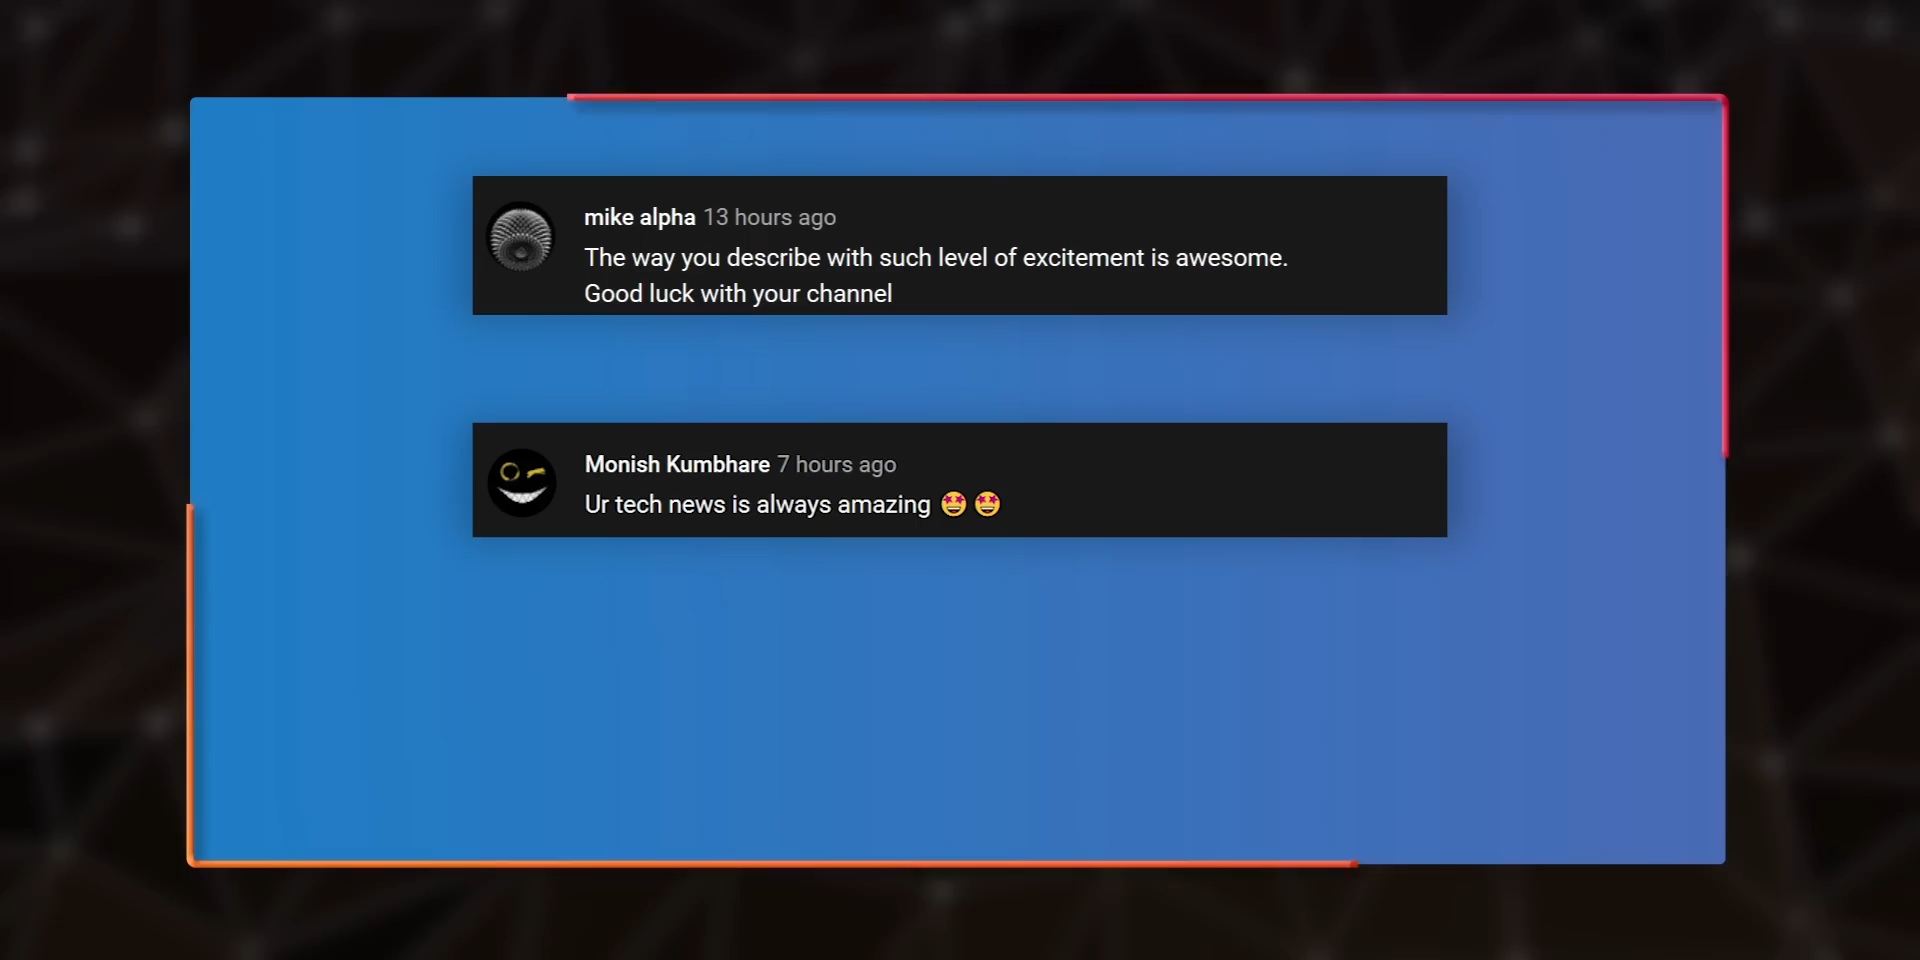 mike alpha 13 hours ago
The way you describe with such level of excitement is awesome.
Good luck with your channel
Monish Kumbhare 7 hours ago
Ur tech news is always amazing 🤩🤩